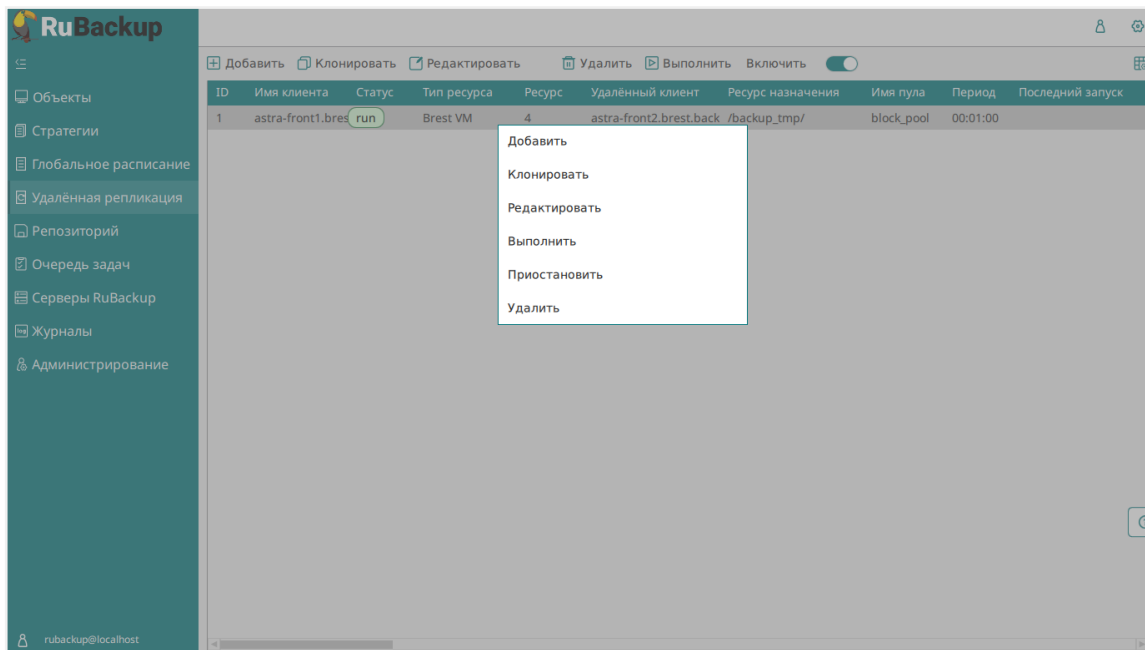 RuBackup
Добавить Клонировать Редактировать Удалить Выполнить Включить
Объекты
Стратегии
Глобальное расписание
Удалённая репликация
Репозиторий
Очередь задач
Серверы RuBackup
Журналы
Администрирование
rubackup@localhost
ID Имя клиента Статус Тип ресурса Ресурс Удалённый клиент Ресурс назначения Имя пула Период Последний запуск
1 astra-front1.bres run Brest VM 4 astra-front2.brest.back /backup_tmp/ block_pool 00:01:00
Добавить
Клонировать
Редактировать
Выполнить
Приостановить
Удалить